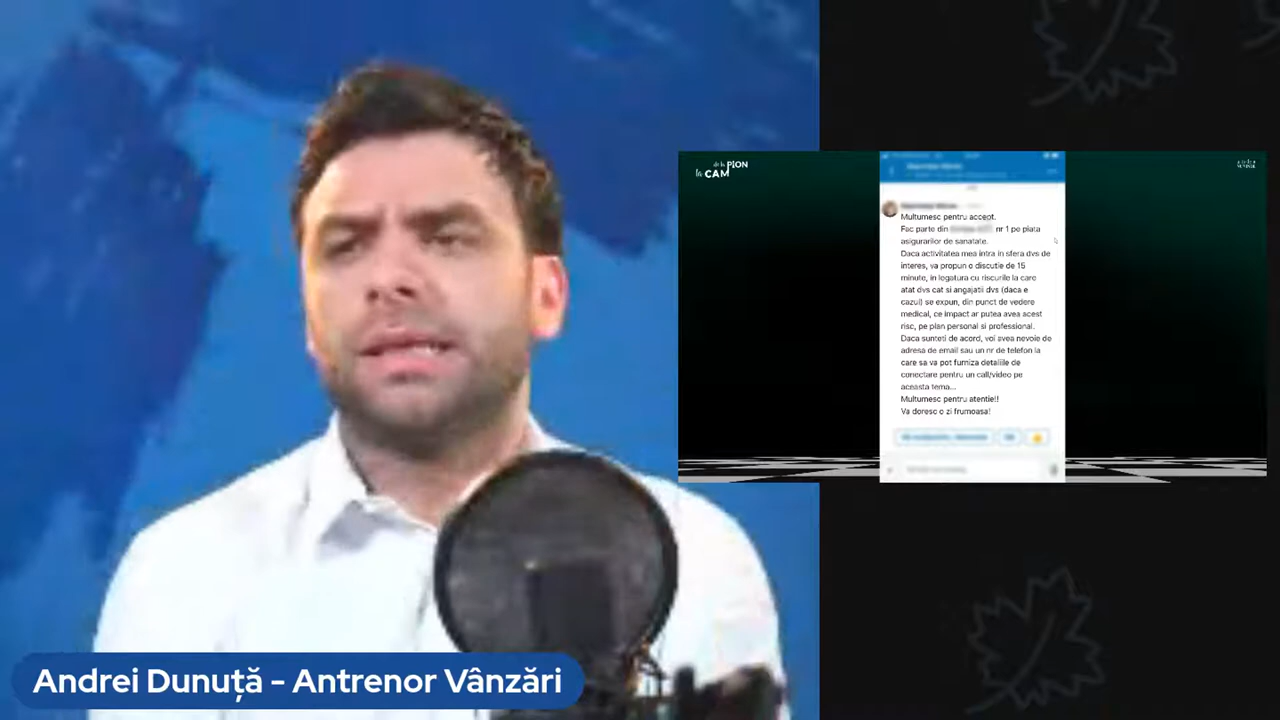 de la PION
la CAM
Multumesc pentru accept.
Fac parte din nr 1 pe piata
asigurarilor de sanatate.
Daca activitatea mea intra in sfera dvs de
interes, va propun o discutie de 15
minute, in legatura cu riscurile la care
atat dvs cat si angajatii dvs (daca e
cazul) se expun, din punct de vedere
medical, ce impact ar putea avea acest
risc, pe plan personal si profesional.
Daca sunteti de acord, voi avea nevoie de
adresa de email sau un nr de telefon la
care sa va pot furniza detaliile de
conectare pentru un call/video pe
aceasta tema...
Multumesc pentru atentie!!
Va doresc o zi frumoasa!
Andrei Dunuță - Antrenor Vânzări